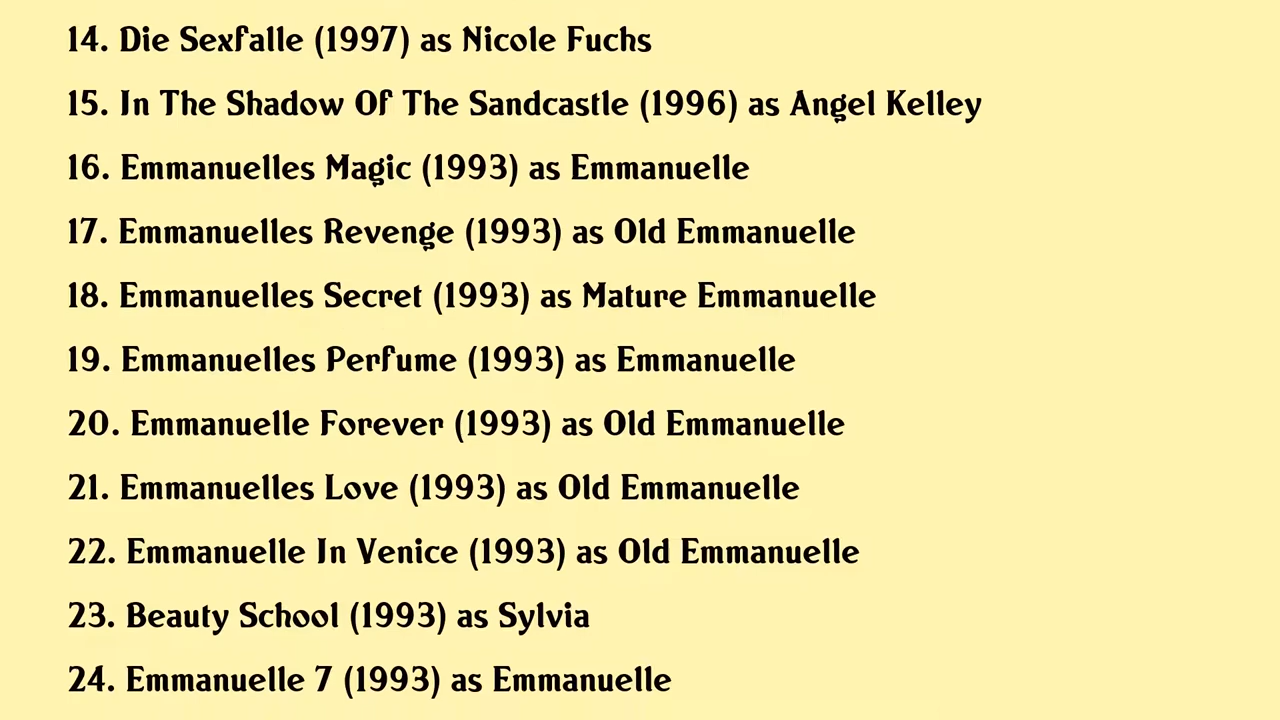 14. Die Sexfalle (1997) as Nicole Fuchs
15. In The Shadow Of The Sandcastle (1996) as Angel Kelley
16. Emmanuelles Magic (1993) as Emmanuelle
17. Emmanuelles Revenge (1993) as Old Emmanuelle
18. Emmanuelles Secret (1993) as Mature Emmanuelle
19. Emmanuelles Perfume (1993) as Emmanuelle
20. Emmanuelle Forever (1993) as Old Emmanuelle
21. Emmanuelles Love (1993) as Old Emmanuelle
22. Emmanuelle In Venice (1993) as Old Emmanuelle
23. Beauty School (1993) as Sylvia
24. Emmanuelle 7 (1993) as Emmanuelle